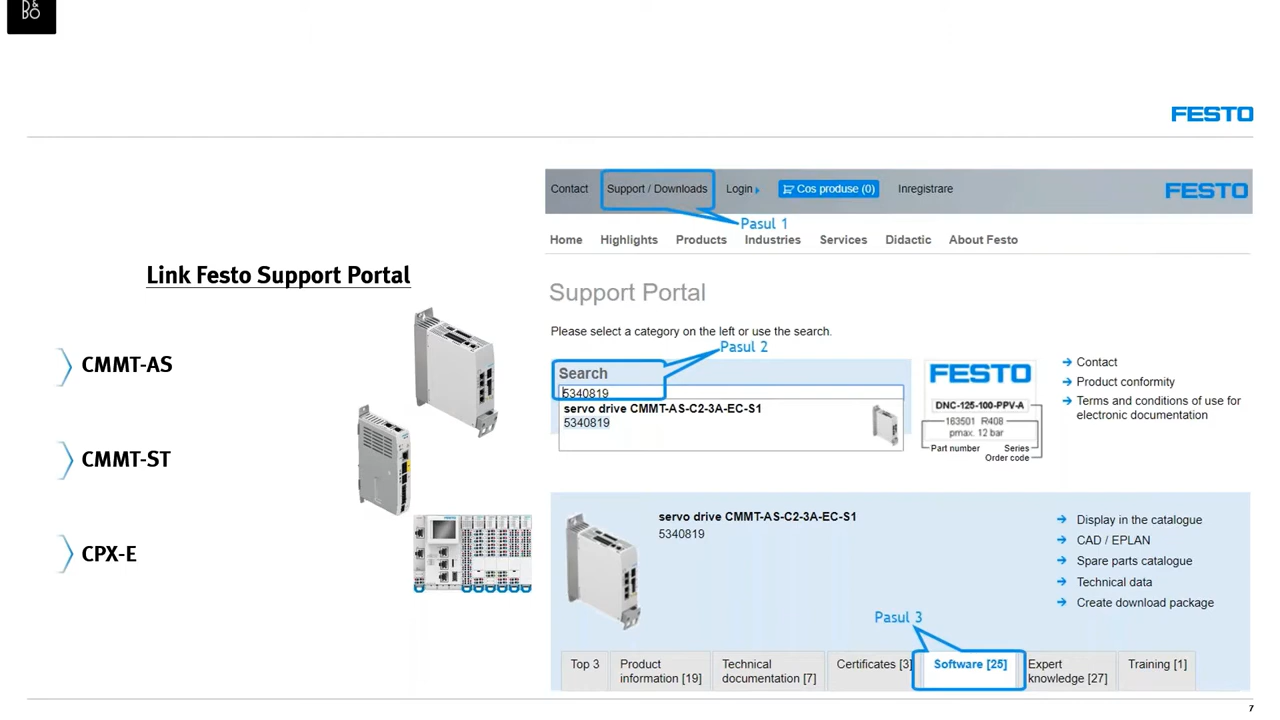 B&O
FESTO
Link Festo Support Portal
CMMT-AS
CMMT-ST
CPX-E
Contact Support / Downloads Login Cos produse (0) Inregistrare FESTO
Pasul 1
Home Highlights Products Industries Services Didactic About Festo
Support Portal
Please select a category on the left or use the search.
Pasul 2
Search
5340819
servo drive CMMT-AS-C2-3A-EC-S1
5340819
FESTO
DNC-125-100-PPV-A
163501 R408
pmax. 12 bar
Part number Series
Order code
Contact
Product conformity
Terms and conditions of use for
electronic documentation
servo drive CMMT-AS-C2-3A-EC-S1
5340819
Display in the catalogue
CAD / EPLAN
Spare parts catalogue
Technical data
Create download package
Pasul 3
Top 3
Product
information [19]
Technical
documentation [7]
Certificates [3]
Software [25]
Expert
knowledge [27]
Training [1]
7